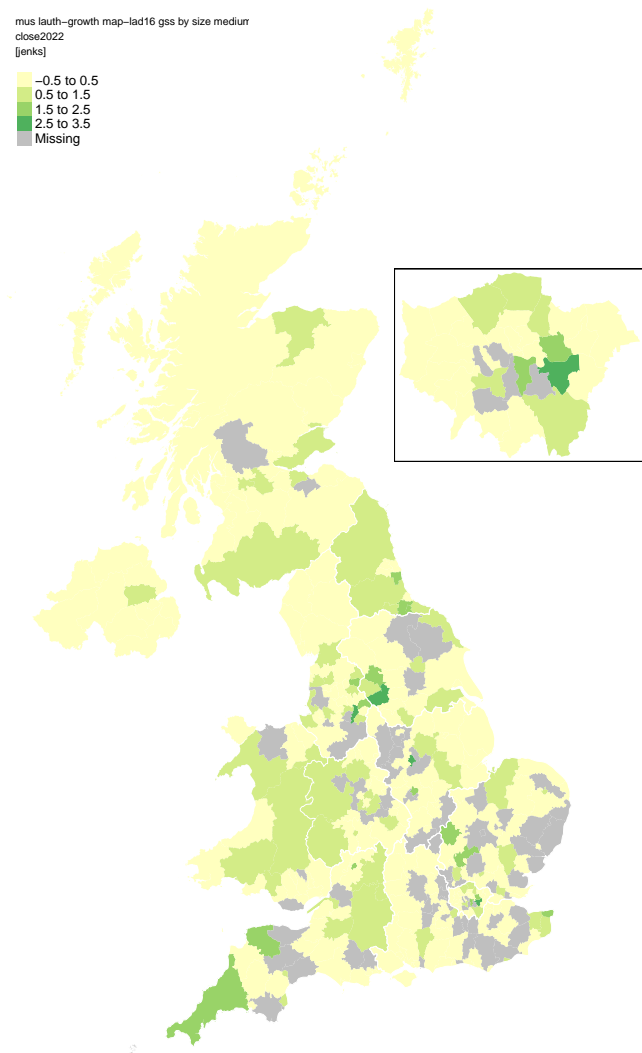 mus lauth−growth map−lad16 gss by size medium
close2022
[jenks]
−0.5 to 0.5
0.5 to 1.5
1.5 to 2.5
2.5 to 3.5
Missing